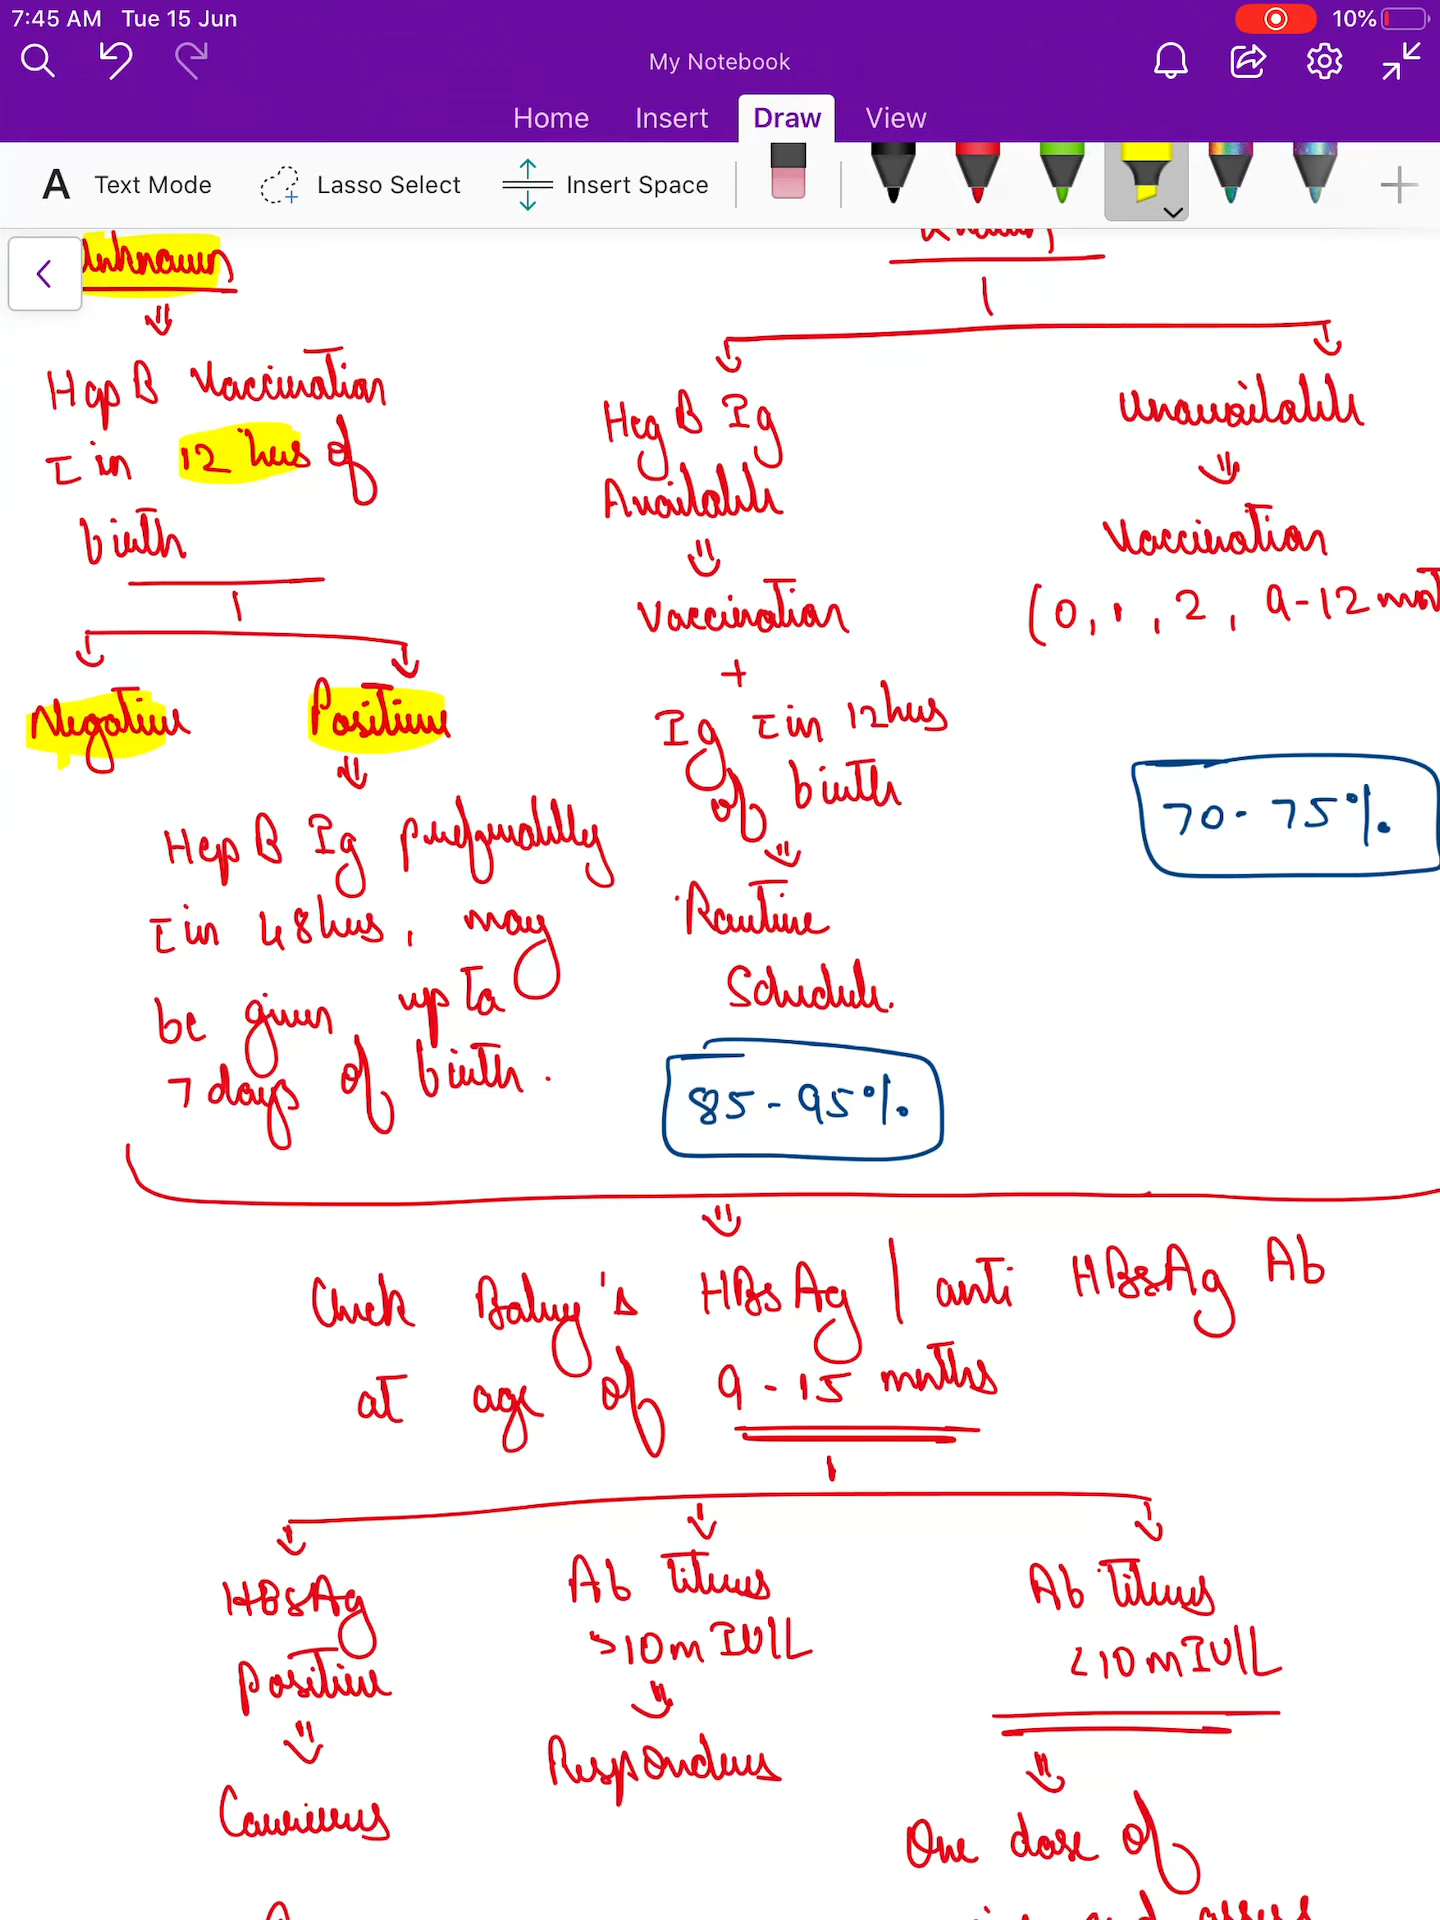 7:45 AM Tue 15 Jun
10%
My Notebook
Home Insert Draw View
A Text Mode Lasso Select Insert Space
Unknown
Hep B Vaccination
in 12 hrs of
birth
Negative Positive
Hep B Ig preferably
in 48 hrs, may
be given up to
7 days of birth.
Hep B Ig
Available
Vaccination
+
Ig in 12 hrs
of birth
Routine
Schedule.
85-95%
Unavailable
Vaccination
(0, 1, 2, 9-12
70-75%
Check Baby's HBsAg | anti HBsAg Ab
at age of 9-15 months
HBsAg
Positive
Carriers
Ab titres
>10mIU/L
Responders
Ab titres
<10mIU/L
One dose of